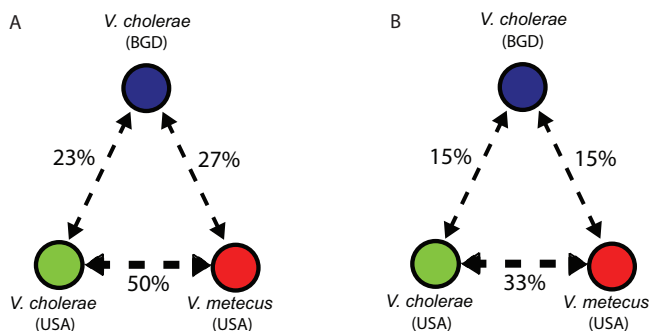 A
V. cholerae
(BGD)
23%
27%
50%
V. cholerae
(USA)
V. metecus
(USA)
B
V. cholerae
(BGD)
15%
15%
33%
V. cholerae
(USA)
V. metecus
(USA)